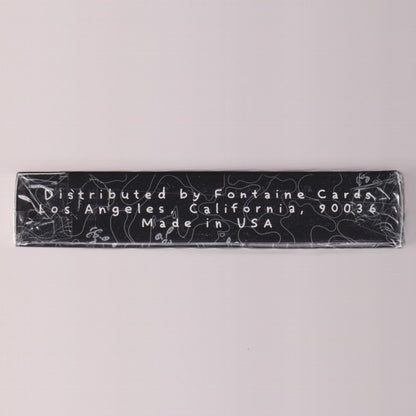 Distributed by Fontaine Cards
Los Angeles, California, 90036
Made in USA